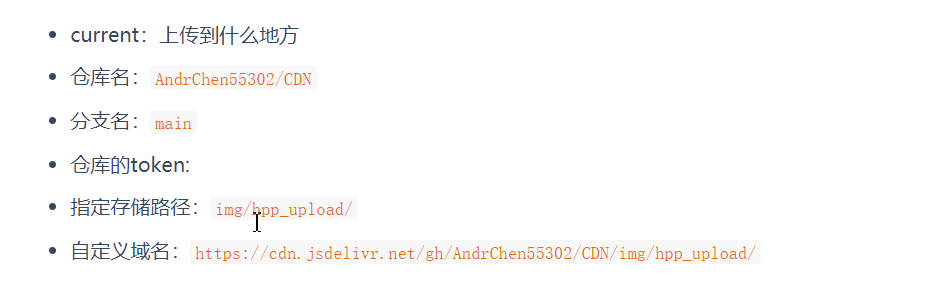 current：上传到什么地方
仓库名：AndrChen55302/CDN
分支名：main
仓库的token:
指定存储路径：img/hpp_upload/
自定义域名：https://cdn.jsdelivr.net/gh/AndrChen55302/CDN/img/hpp_upload/